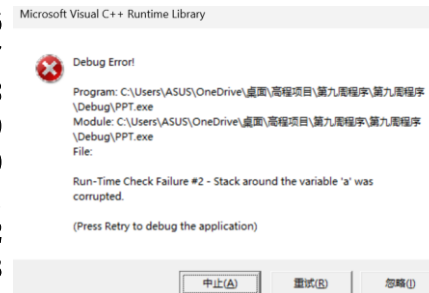 Microsoft Visual C++ Runtime Library
Debug Error!
Program: C:\Users\ASUS\OneDrive\桌面\高程项目\第九周程序\第九周程序
\Debug\PPT.exe
Module: C:\Users\ASUS\OneDrive\桌面\高程项目\第九周程序\第九周程序
\Debug\PPT.exe
File:
Run-Time Check Failure #2 - Stack around the variable 'a' was
corrupted.
(Press Retry to debug the application)
中止(A) 重试(R) 忽略(I)